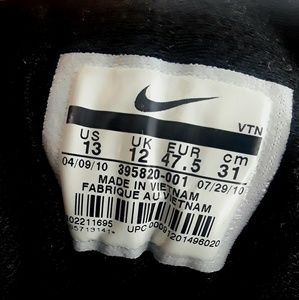 VTN
US UK EUR cm
13 12 47.5 31
04/09/10 395820-001 07/29/10
MADE IN VIETNAM
FABRIQUE AU VIETNAM
UPC 00091201496020